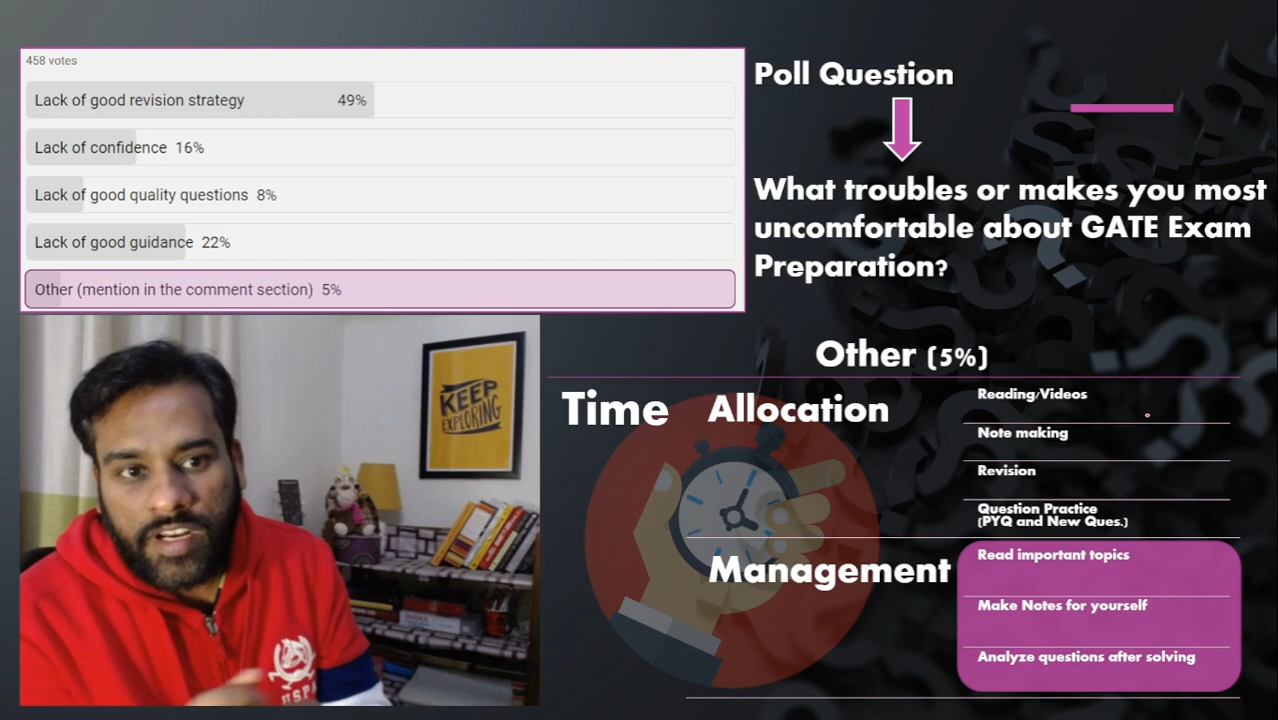 458 votes
Lack of good revision strategy 49%
Lack of confidence 16%
Lack of good quality questions 8%
Lack of good guidance 22%
Other (mention in the comment section) 5%
Poll Question
What troubles or makes you most
uncomfortable about GATE Exam
Preparation?
Other (5%)
Time
Allocation
Reading/Videos
Note making
Revision
Question Practice
(PYQ and New Ques.)
Management
Read important topics
Make Notes for yourself
Analyze questions after solving
KEEP
EXPLORING
INDIA